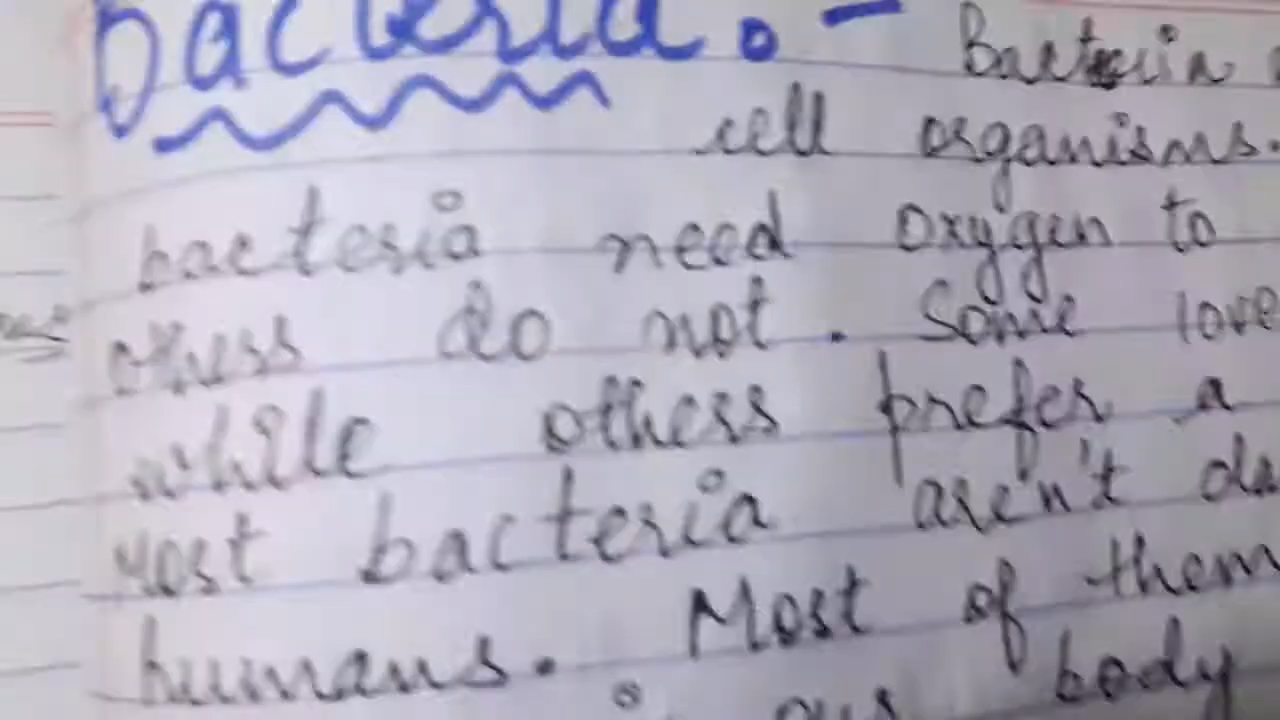 bacteria. -
Bacteria
cell organisms.
bacteria need oxygen to
others do not. Some love
while others prefer a
Most bacteria aren't
humans. Most of them
our body